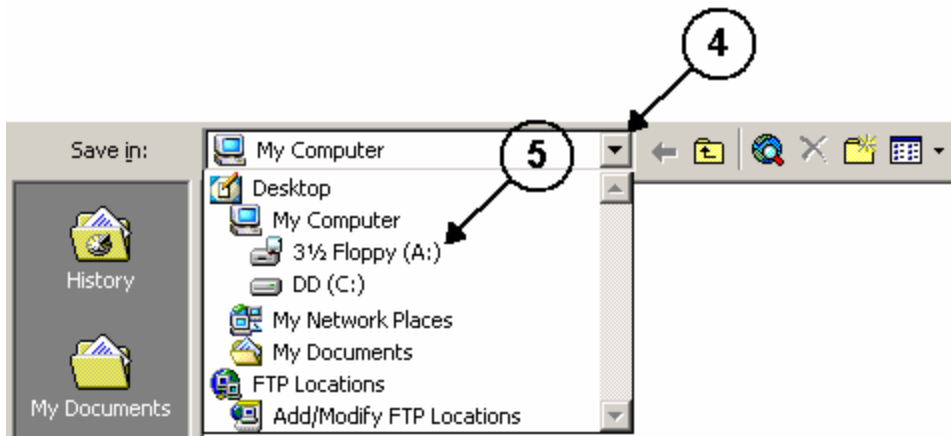 4
Save in:
My Computer
5
Desktop
My Computer
3½ Floppy (A:)
DD (C:)
My Network Places
My Documents
FTP Locations
Add/Modify FTP Locations
History
My Documents